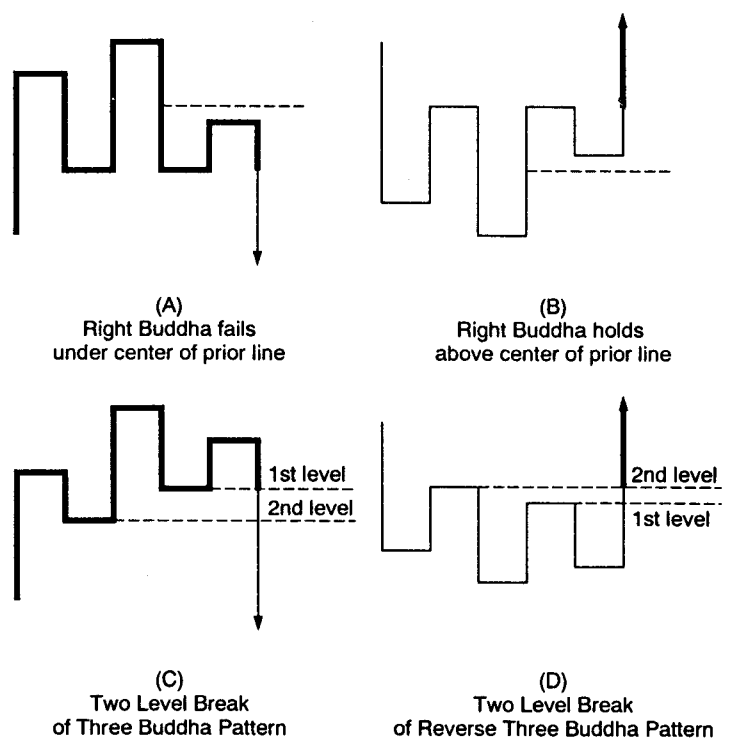 (A)
Right Buddha fails
under center of prior line
(B)
Right Buddha holds
above center of prior line
1st level
2nd level
2nd level
1st level
(C)
Two Level Break
of Three Buddha Pattern
(D)
Two Level Break
of Reverse Three Buddha Pattern